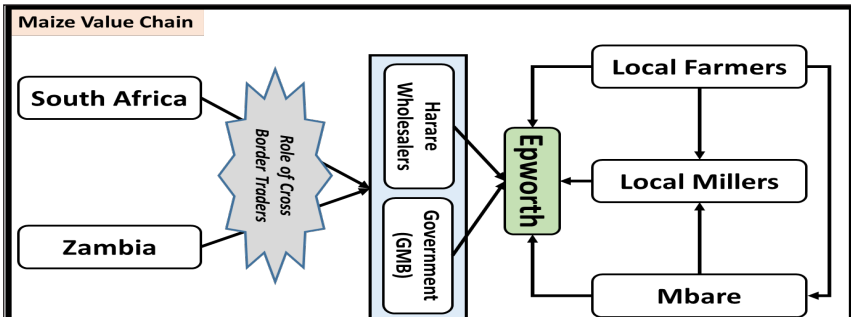 Maize Value Chain
South Africa
Zambia
Role of Cross
Border Traders
Harare
Wholesalers
Government
(GMB)
Epworth
Local Farmers
Local Millers
Mbare